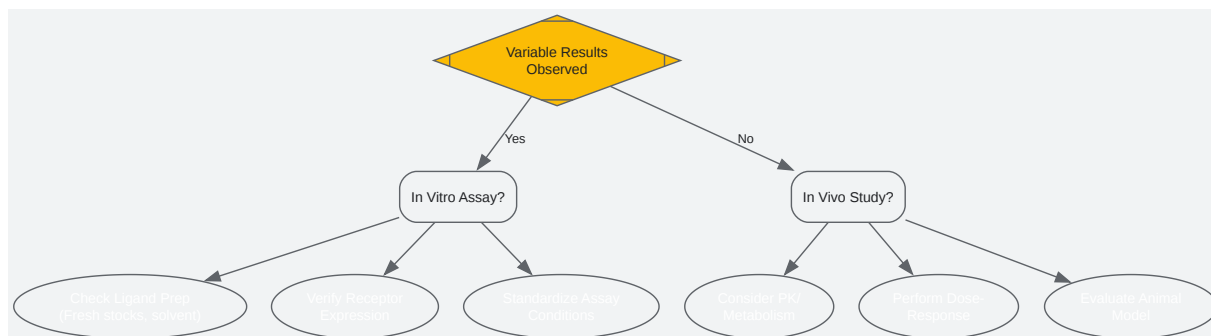 Variable Results
Observed
Yes
No
In Vitro Assay?
In Vivo Study?
Check Ligand Prep
(Fresh stocks, solvent)
Verify Receptor
Expression
Standardize Assay
Conditions
Consider PK/
Metabolism
Perform Dose-
Response
Evaluate Animal
Model